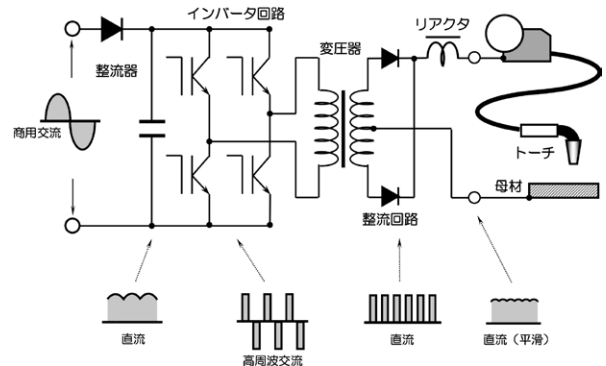 インバータ回路
リアクタ
変圧器
整流器
商用交流
トーチ
母材
整流回路
直流
高周波交流
直流
直流（平滑）